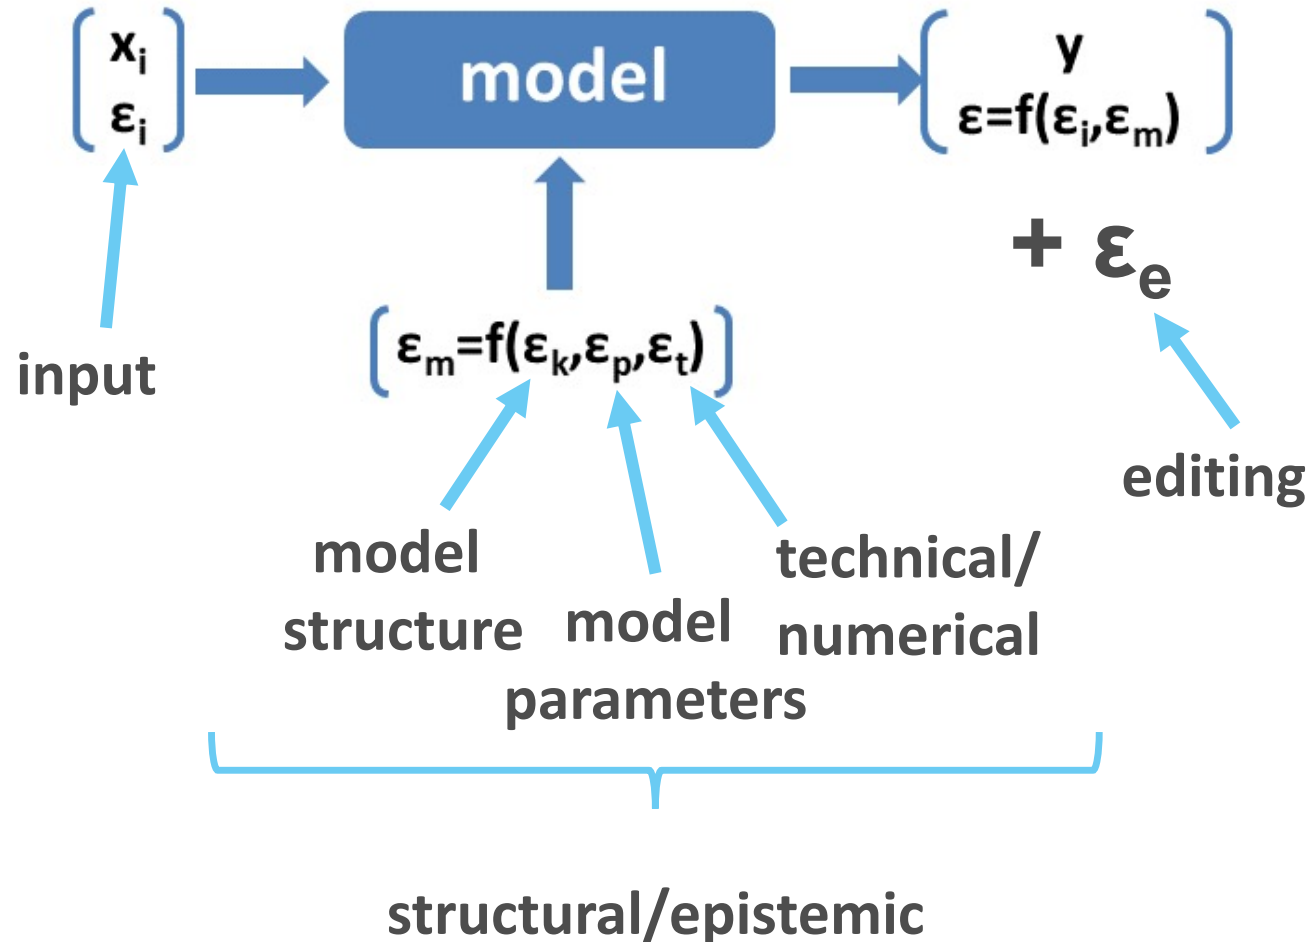 xᵢ
εᵢ
model
y
ε=f(εᵢ,εₘ)
+ εₑ
input
εₘ=f(εₖ,εₚ,εₜ)
editing
model
structure
model
parameters
technical/
numerical
structural/epistemic